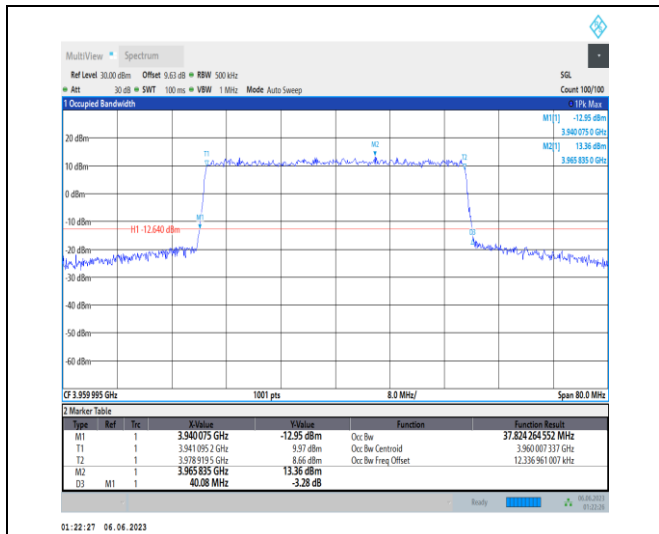 MultiView Spectrum
Ref Level 30.00 dBm Offset 9.63 dB RBW 500 kHz SGL
Att 30 dB SWT 100 ms VBW 1 MHz Mode Auto Sweep Count 100/100
1 Occupied Bandwidth 1Pk Max
M1[1] -12.95 dBm
3.940 075 0 GHz
M2[1] 13.36 dBm
3.965 835 0 GHz
20 dBm
M2
T1
T2
10 dBm
0 dBm
-10 dBm
M1
H1 -12.640 dBm
D3
-20 dBm
-30 dBm
-40 dBm
-50 dBm
-60 dBm
CF 3.959 995 GHz 1001 pts 8.0 MHz/ Span 80.0 MHz
2 Marker Table
Type Ref Trc X-Value Y-Value Function Function Result
M1 1 3.940 075 GHz -12.95 dBm Occ Bw 37.824 264 552 MHz
T1 1 3.941 095 2 GHz 9.97 dBm Occ Bw Centroid 3.960 007 337 GHz
T2 1 3.978 919 5 GHz 8.66 dBm Occ Bw Freq Offset 12.336 961 007 kHz
M2 1 3.965 835 GHz 13.36 dBm
D3 M1 1 40.08 MHz -3.28 dB
Ready 06.06.2023
01:22:28
01:22:27 06.06.2023